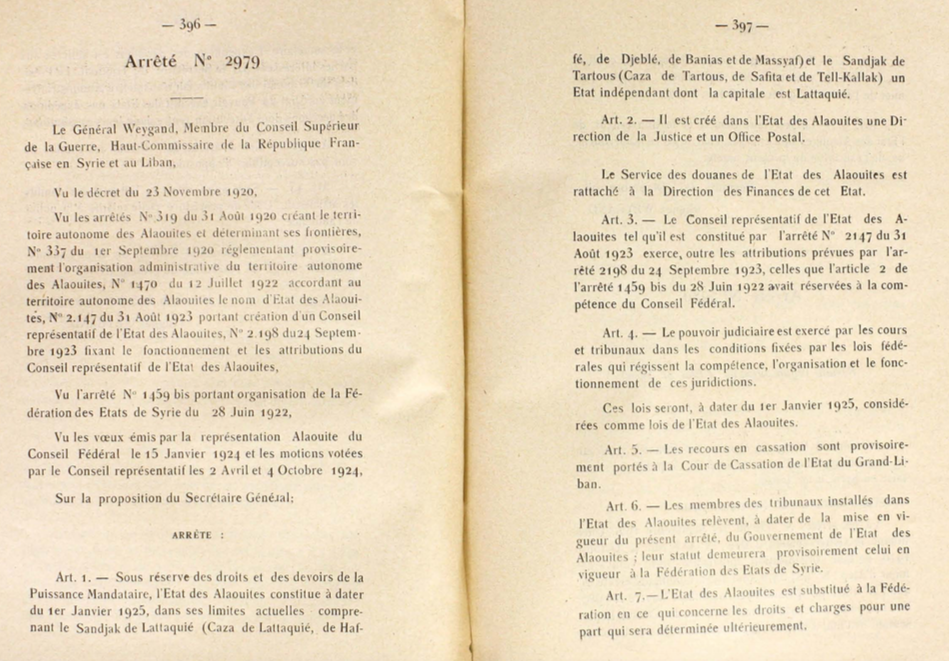 — 396 —
Arrêté N° 2979
Le Général Weygand, Membre du Conseil Supérieur
de la Guerre, Haut-Commissaire de la République Fran-
çaise en Syrie et au Liban,
Vu le décret du 23 Novembre 1920,
Vu les arrêtés N° 319 du 31 Août 1920 créant le terri-
toire autonome des Alaouites et déterminant ses frontières,
N° 337 du 1er Septembre 1920 réglementant provisoire-
ment l'organisation administrative du territoire autonome
des Alaouites, N° 1470 du 12 Juillet 1922 accordant au
territoire autonome des Alaouites le nom d'Etat des Alaoui-
tes, N° 2.147 du 31 Août 1923 portant création d'un Conseil
représentatif de l'Etat des Alaouites, N° 2.198 du 24 Septem-
bre 1923 fixant le fonctionnement et les attributions du
Conseil représentatif de l'Etat des Alaouites,
Vu l'arrêté N° 1459 bis portant organisation de la Fé-
dération des Etats de Syrie du 28 Juin 1922,
Vu les vœux émis par la représentation Alaouite du
Conseil Fédéral le 15 Janvier 1924 et les motions votées
par le Conseil représentatif les 2 Avril et 4 Octobre 1924,
Sur la proposition du Secrétaire Général;
ARRÊTE :
Art. 1. — Sous réserve des droits et des devoirs de la
Puissance Mandataire, l'Etat des Alaouites constitue à dater
du 1er Janvier 1925, dans ses limites actuelles compre-
nant le Sandjak de Lattaquié (Caza de Lattaquié, de Haf-
— 397 —
fé, de Djeblé, de Banias et de Massyaf) et le Sandjak de
Tartous (Caza de Tartous, de Safita et de Tell-Kallak) un
Etat indépendant dont la capitale est Lattaquié.
Art. 2. — Il est créé dans l'Etat des Alaouites une Di-
rection de la Justice et un Office Postal.
Le Service des douanes de l'Etat des Alaouites est
rattaché à la Direction des Finances de cet Etat.
Art. 3. — Le Conseil représentatif de l'Etat des A-
laouites tel qu'il est constitué par l'arrêté N° 2147 du 31
Août 1923 exerce, outre les attributions prévues par l'ar-
rêté 2198 du 24 Septembre 1923, celles que l'article 2 de
l'arrêté 1459 bis du 28 Juin 1922 avait réservées à la com-
pétence du Conseil Fédéral.
Art. 4. — Le pouvoir judiciaire est exercé par les cours
et tribunaux dans les conditions fixées par les lois fédé-
rales qui régissent la compétence, l'organisation et le fonc-
tionnement de ces juridictions.
Ces lois seront, à dater du 1er Janvier 1925, considé-
rées comme lois de l'Etat des Alaouites.
Art. 5. — Les recours en cassation sont provisoire-
ment portés à la Cour de Cassation de l'Etat du Grand-Li-
ban.
Art. 6. — Les membres des tribunaux installés dans
l'Etat des Alaouites relèvent, à dater de la mise en vi-
gueur du présent arrêté, du Gouvernement de l'Etat des
Alaouites ; leur statut demeurera provisoirement celui en
vigueur à la Fédération des Etats de Syrie.
Art. 7.—L'Etat des Alaouites est substitué à la Fédé-
ration en ce qui concerne les droits et charges pour une
part qui sera déterminée ultérieurement.